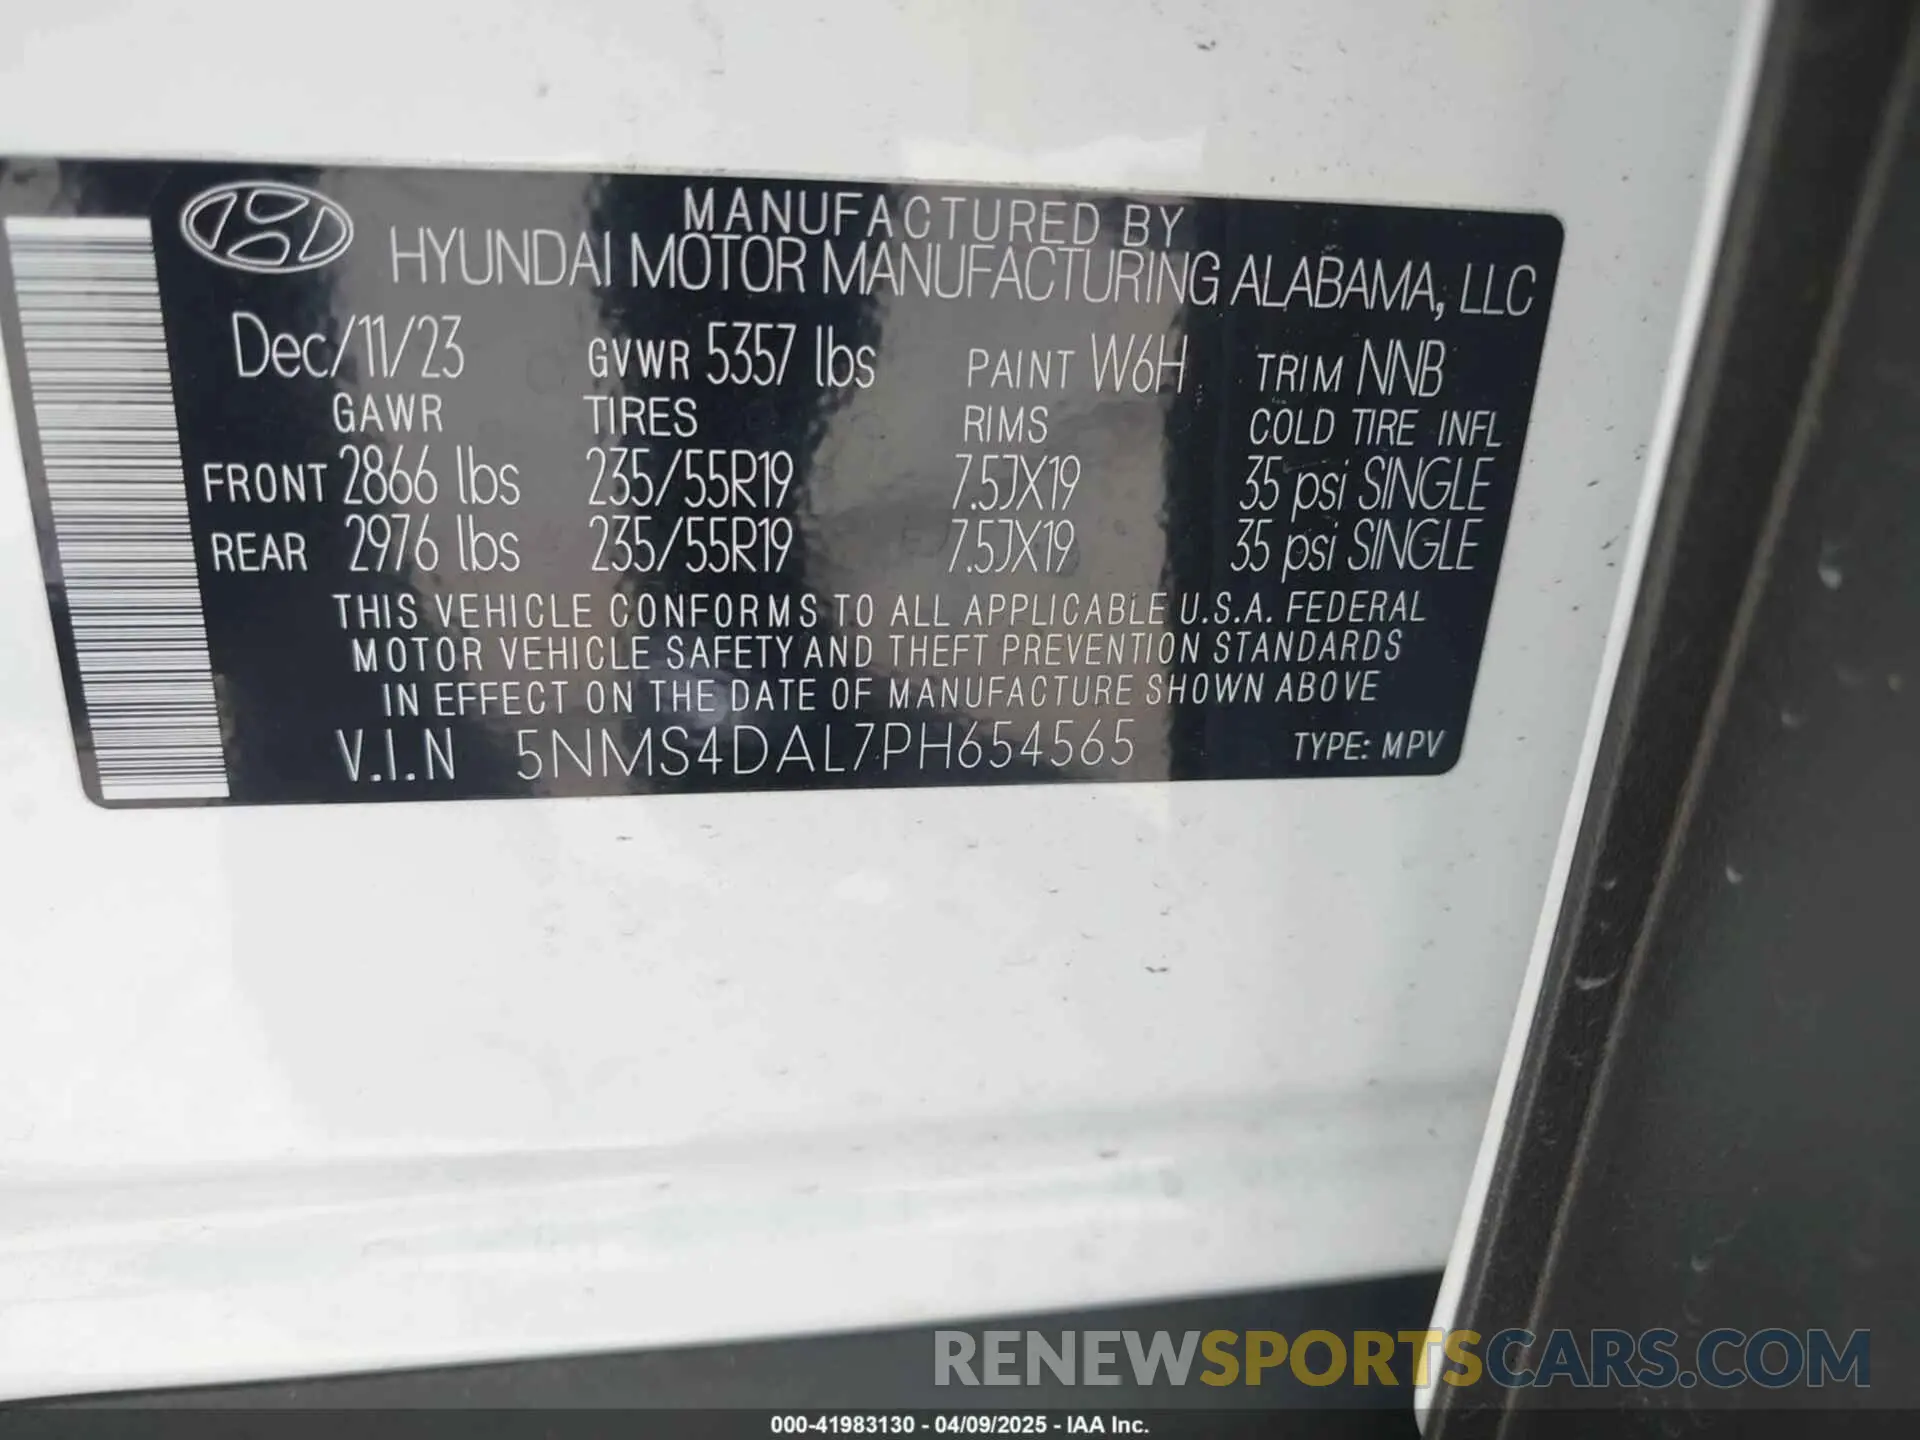 MANUFACTURED BY
HYUNDAI MOTOR MANUFACTURING ALABAMA, LLC
Dec/11/23 GVWR 5357 lbs PAINT W6H TRIM NNB
GAWR TIRES RIMS COLD TIRE INFL
FRONT 2866 lbs 235/55R19 7.5JX19 35 psi SINGLE
REAR 2976 lbs 235/55R19 7.5JX19 35 psi SINGLE
THIS VEHICLE CONFORMS TO ALL APPLICABLE U.S.A. FEDERAL
MOTOR VEHICLE SAFETY AND THEFT PREVENTION STANDARDS
IN EFFECT ON THE DATE OF MANUFACTURE SHOWN ABOVE
V.I.N 5NMS4DAL7PH654565 TYPE: MPV
RENEWSPORTSCARS.COM
000-41983130 - 04/09/2025 - IAA Inc.